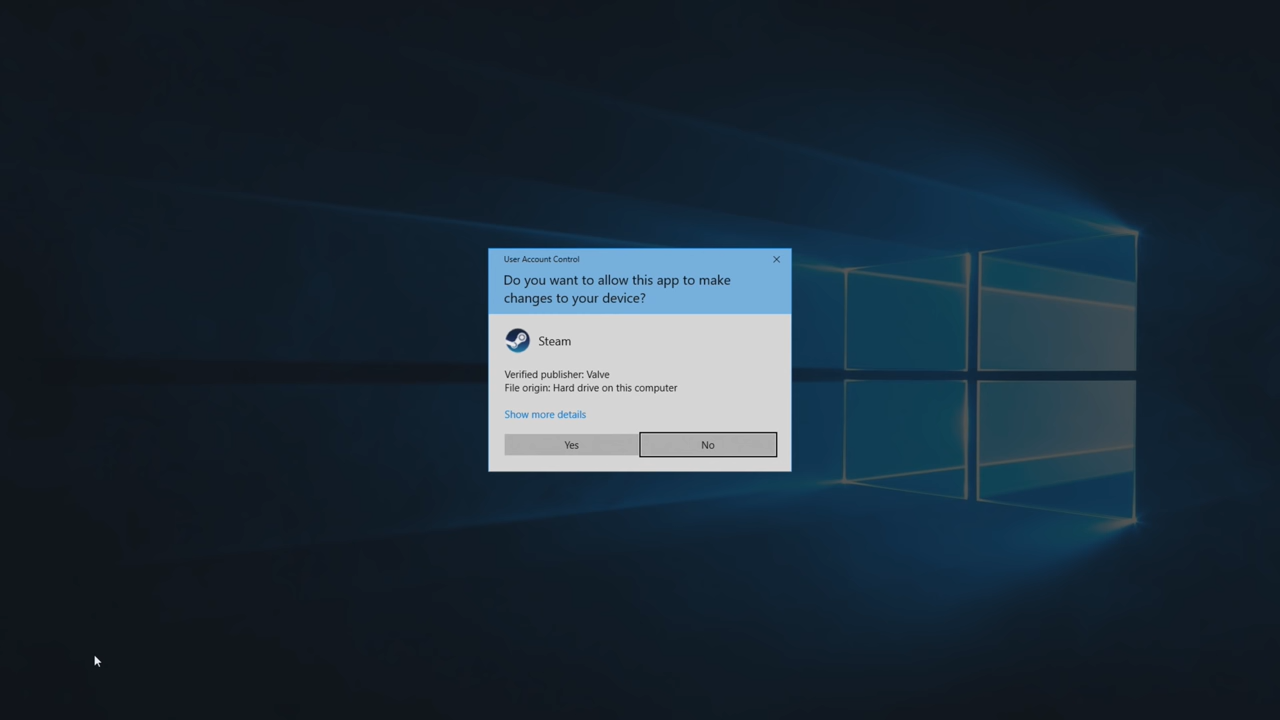 User Account Control
Do you want to allow this app to make
changes to your device?
Steam
Verified publisher: Valve
File origin: Hard drive on this computer
Show more details
Yes
No